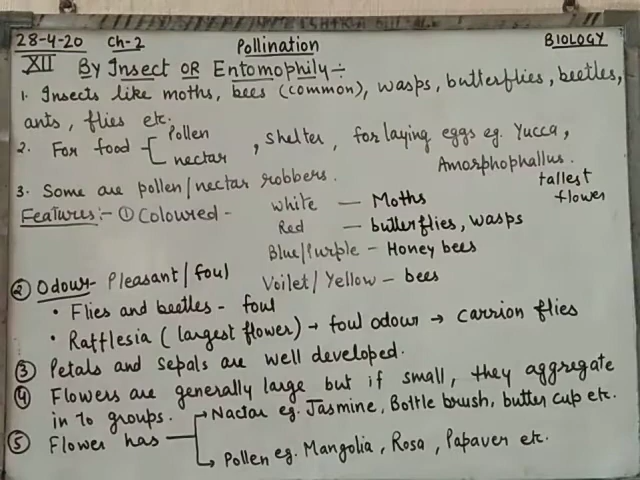 28-4-20 Ch-2 Pollination BIOLOGY
XII By Insect OR Entomophily :-
1. Insects like moths, bees (common), wasps, butterflies, beetles,
ants, flies etc.
2. For food { Pollen nectar , shelter, for laying eggs eg. Yucca,
Amorphophallus.
tallest flower
3. Some are pollen/nectar robbers.
Features:- ① Coloured - white — Moths
Red — butterflies, wasps
Blue/Purple - Honey bees
Voilet/Yellow - bees
② Odour - Pleasant/foul
• Flies and beetles - foul
• Rafflesia (largest flower) → foul odour → carrion flies
③ Petals and sepals are well developed.
④ Flowers are generally large but if small, they aggregate
in to groups.
⑤ Flower has → Nactar eg. Jasmine, Bottle brush, butter cup etc.
→ Pollen eg. Mangolia, Rosa, Papaver etc.